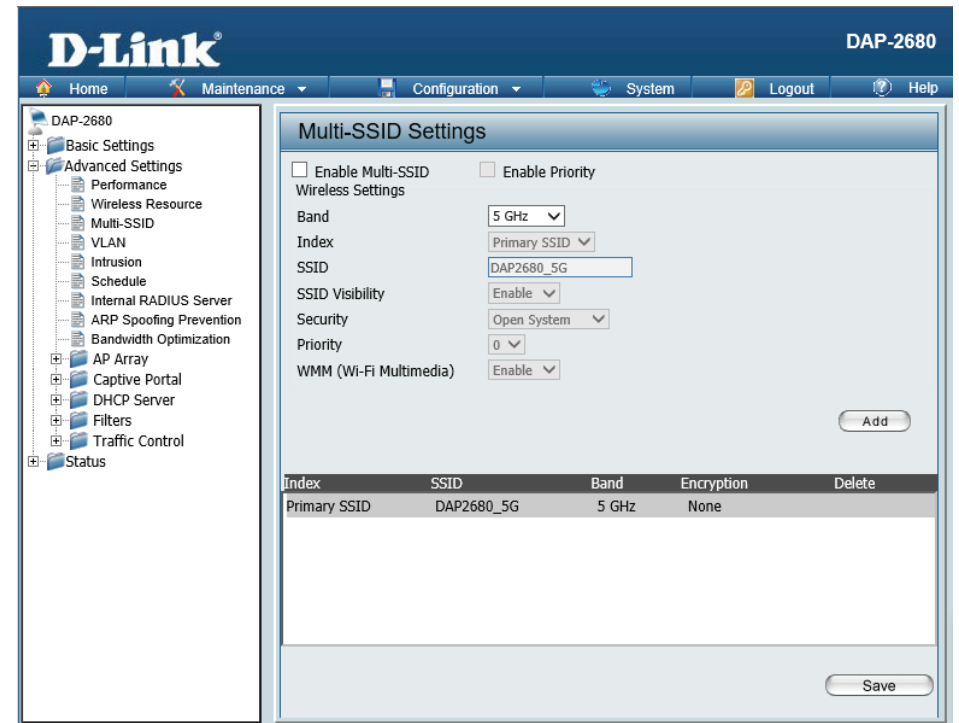 D-Link
DAP-2680
Home Maintenance Configuration System Logout Help
DAP-2680
Basic Settings
Advanced Settings
Performance
Wireless Resource
Multi-SSID
VLAN
Intrusion
Schedule
Internal RADIUS Server
ARP Spoofing Prevention
Bandwidth Optimization
AP Array
Captive Portal
DHCP Server
Filters
Traffic Control
Status
Multi-SSID Settings
Enable Multi-SSID Enable Priority
Wireless Settings
Band 5 GHz
Index Primary SSID
SSID DAP2680_5G
SSID Visibility Enable
Security Open System
Priority 0
WMM (Wi-Fi Multimedia) Enable
Add
Index SSID Band Encryption Delete
Primary SSID DAP2680_5G 5 GHz None
Save